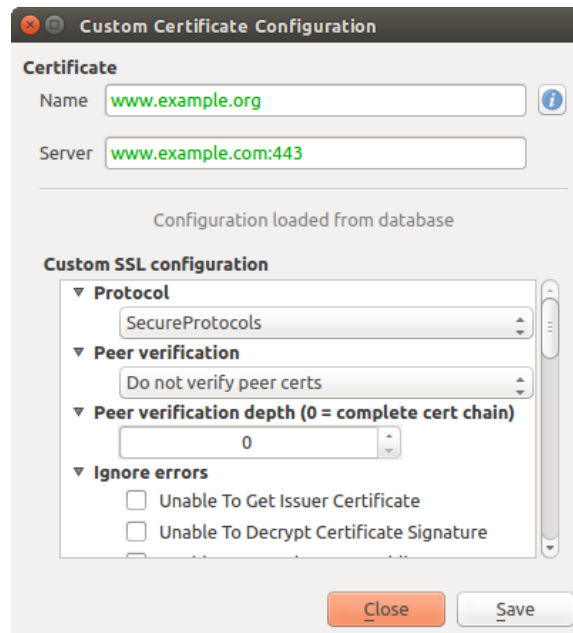 Custom Certificate Configuration
Certificate
Name www.example.org
Server www.example.com:443
Configuration loaded from database
Custom SSL configuration
Protocol
SecureProtocols
Peer verification
Do not verify peer certs
Peer verification depth (0 = complete cert chain)
0
Ignore errors
Unable To Get Issuer Certificate
Unable To Decrypt Certificate Signature
Close Save